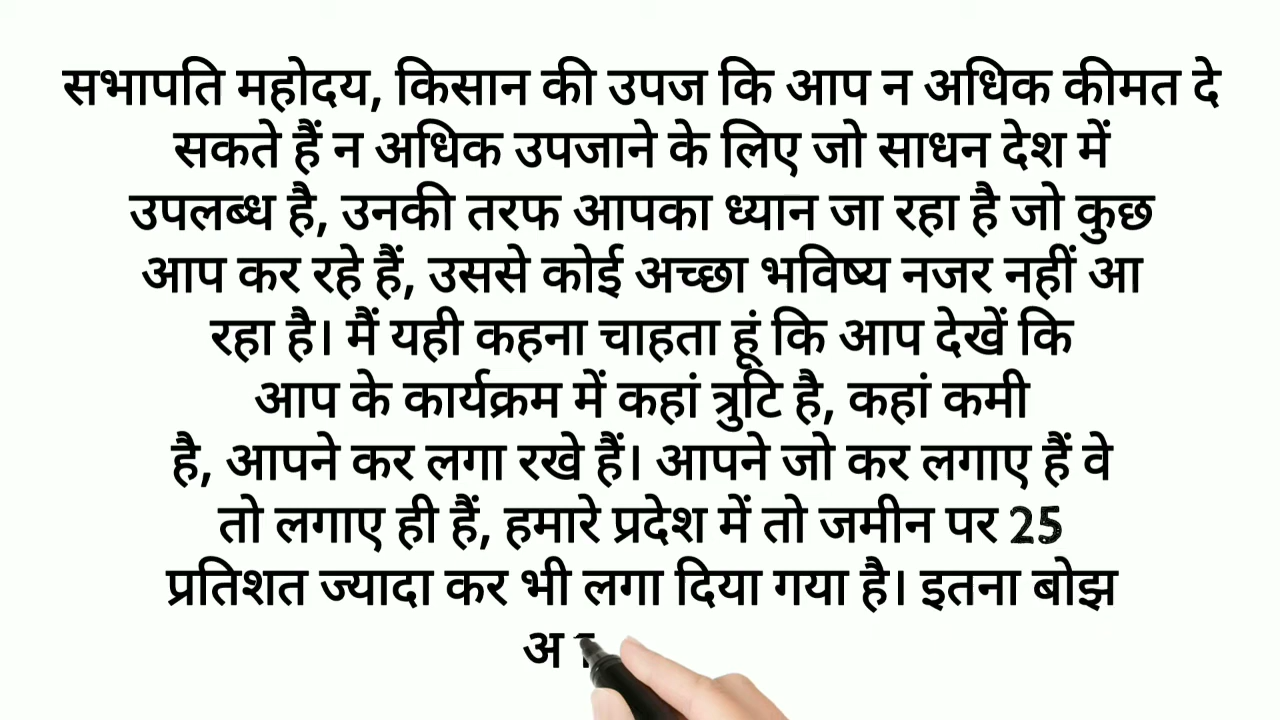 सभापति महोदय, किसान की उपज कि आप न अधिक कीमत दे
सकते हैं न अधिक उपजाने के लिए जो साधन देश में
उपलब्ध है, उनकी तरफ आपका ध्यान जा रहा है जो कुछ
आप कर रहे हैं, उससे कोई अच्छा भविष्य नजर नहीं आ
रहा है। मैं यही कहना चाहता हूं कि आप देखें कि
आप के कार्यक्रम में कहां त्रुटि है, कहां कमी
है, आपने कर लगा रखे हैं। आपने जो कर लगाए हैं वे
तो लगाए ही हैं, हमारे प्रदेश में तो जमीन पर 25
प्रतिशत ज्यादा कर भी लगा दिया गया है। इतना बोझ